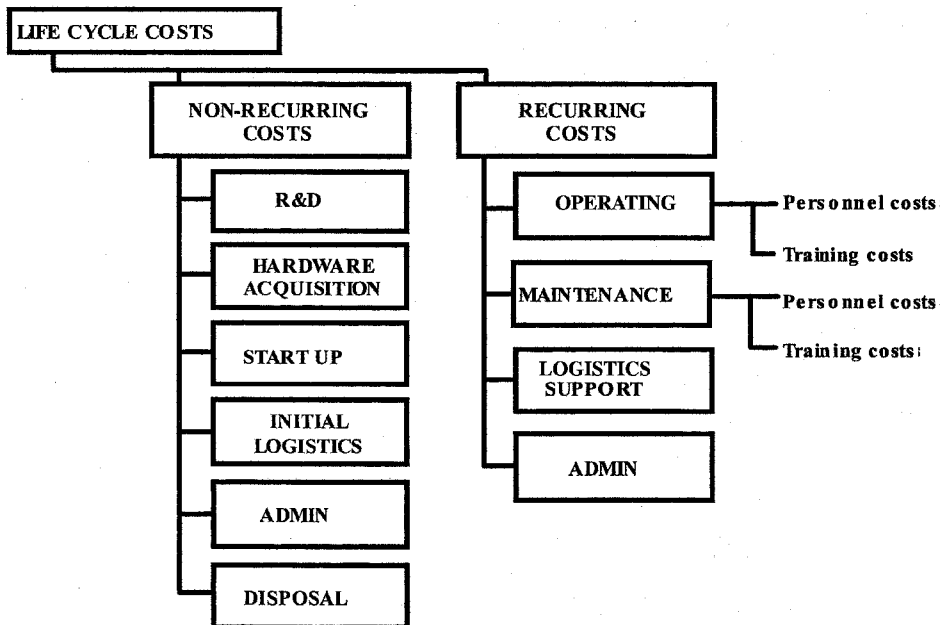 LIFE CYCLE COSTS
NON-RECURRING
COSTS
R&D
HARDWARE
ACQUISITION
START UP
INITIAL
LOGISTICS
ADMIN
DISPOSAL
RECURRING
COSTS
OPERATING
Personnel costs
Training costs
MAINTENANCE
Personnel costs
Training costs
LOGISTICS
SUPPORT
ADMIN